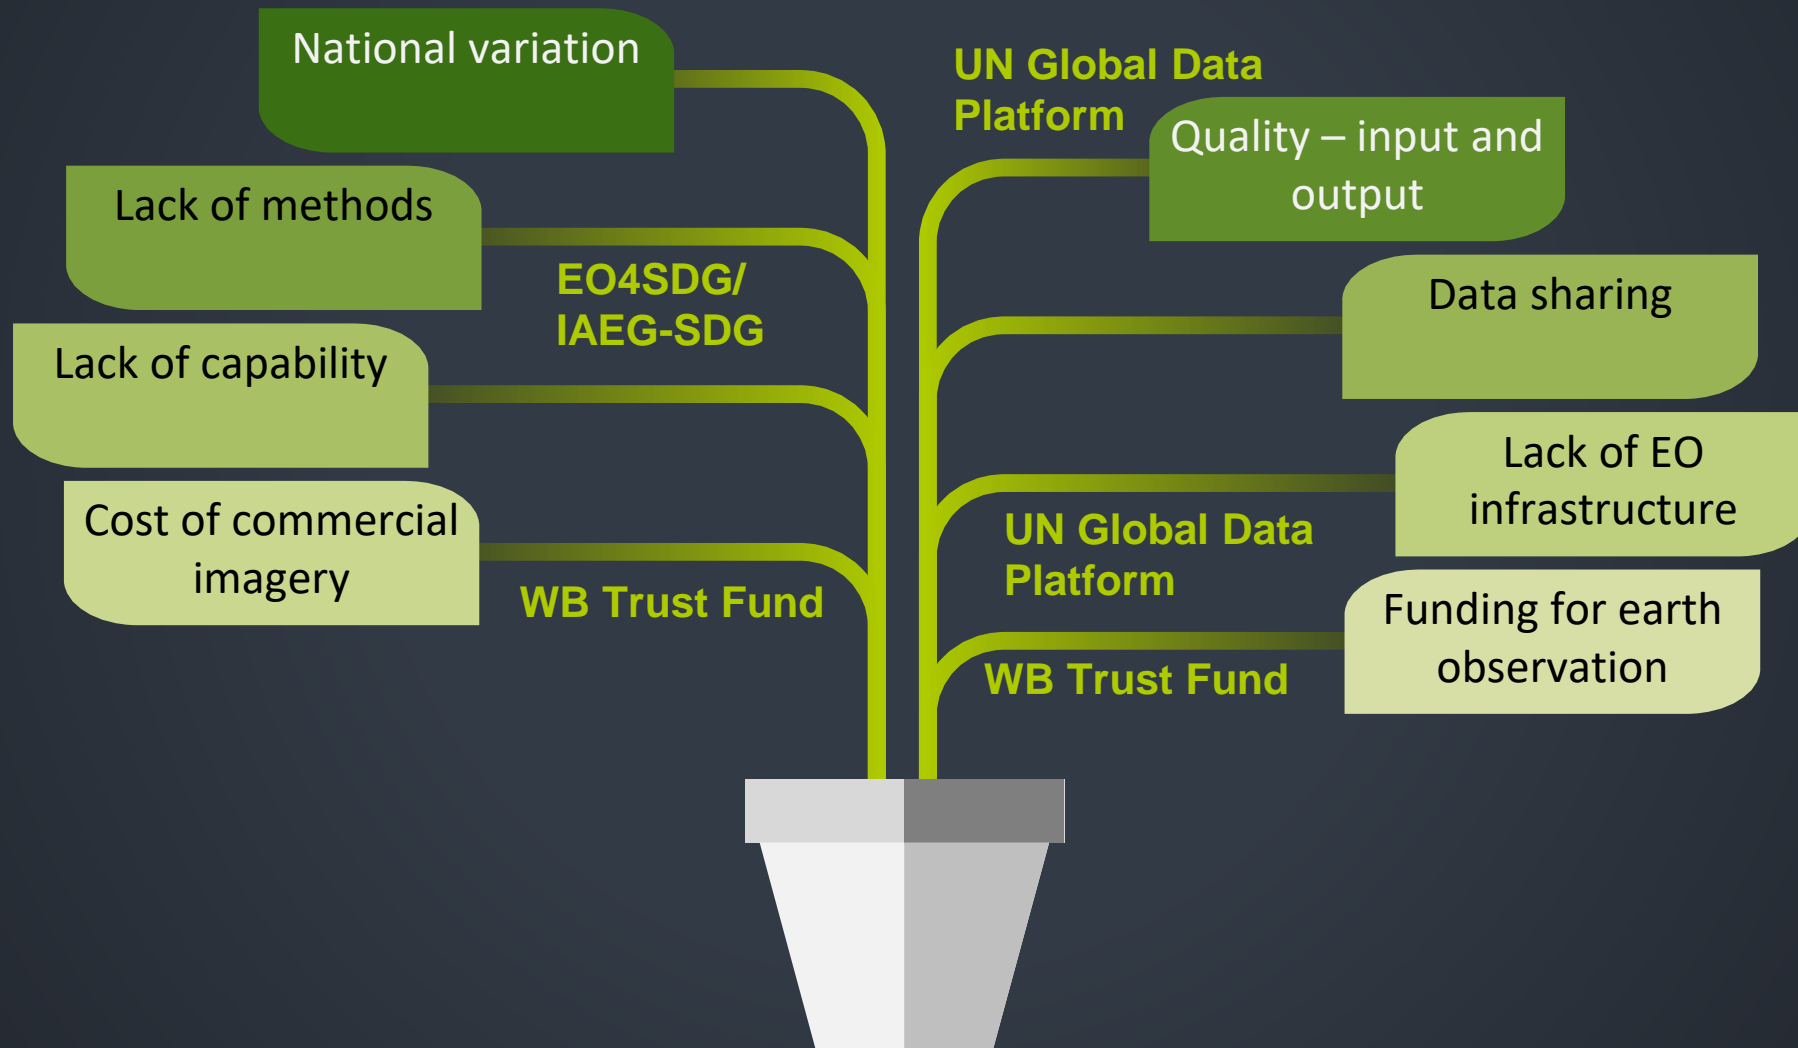 National variation
Lack of methods
EO4SDG/
IAEG-SDG
Lack of capability
Cost of commercial
imagery
WB Trust Fund
UN Global Data
Platform
Quality – input and
output
Data sharing
Lack of EO
infrastructure
UN Global Data
Platform
Funding for earth
observation
WB Trust Fund